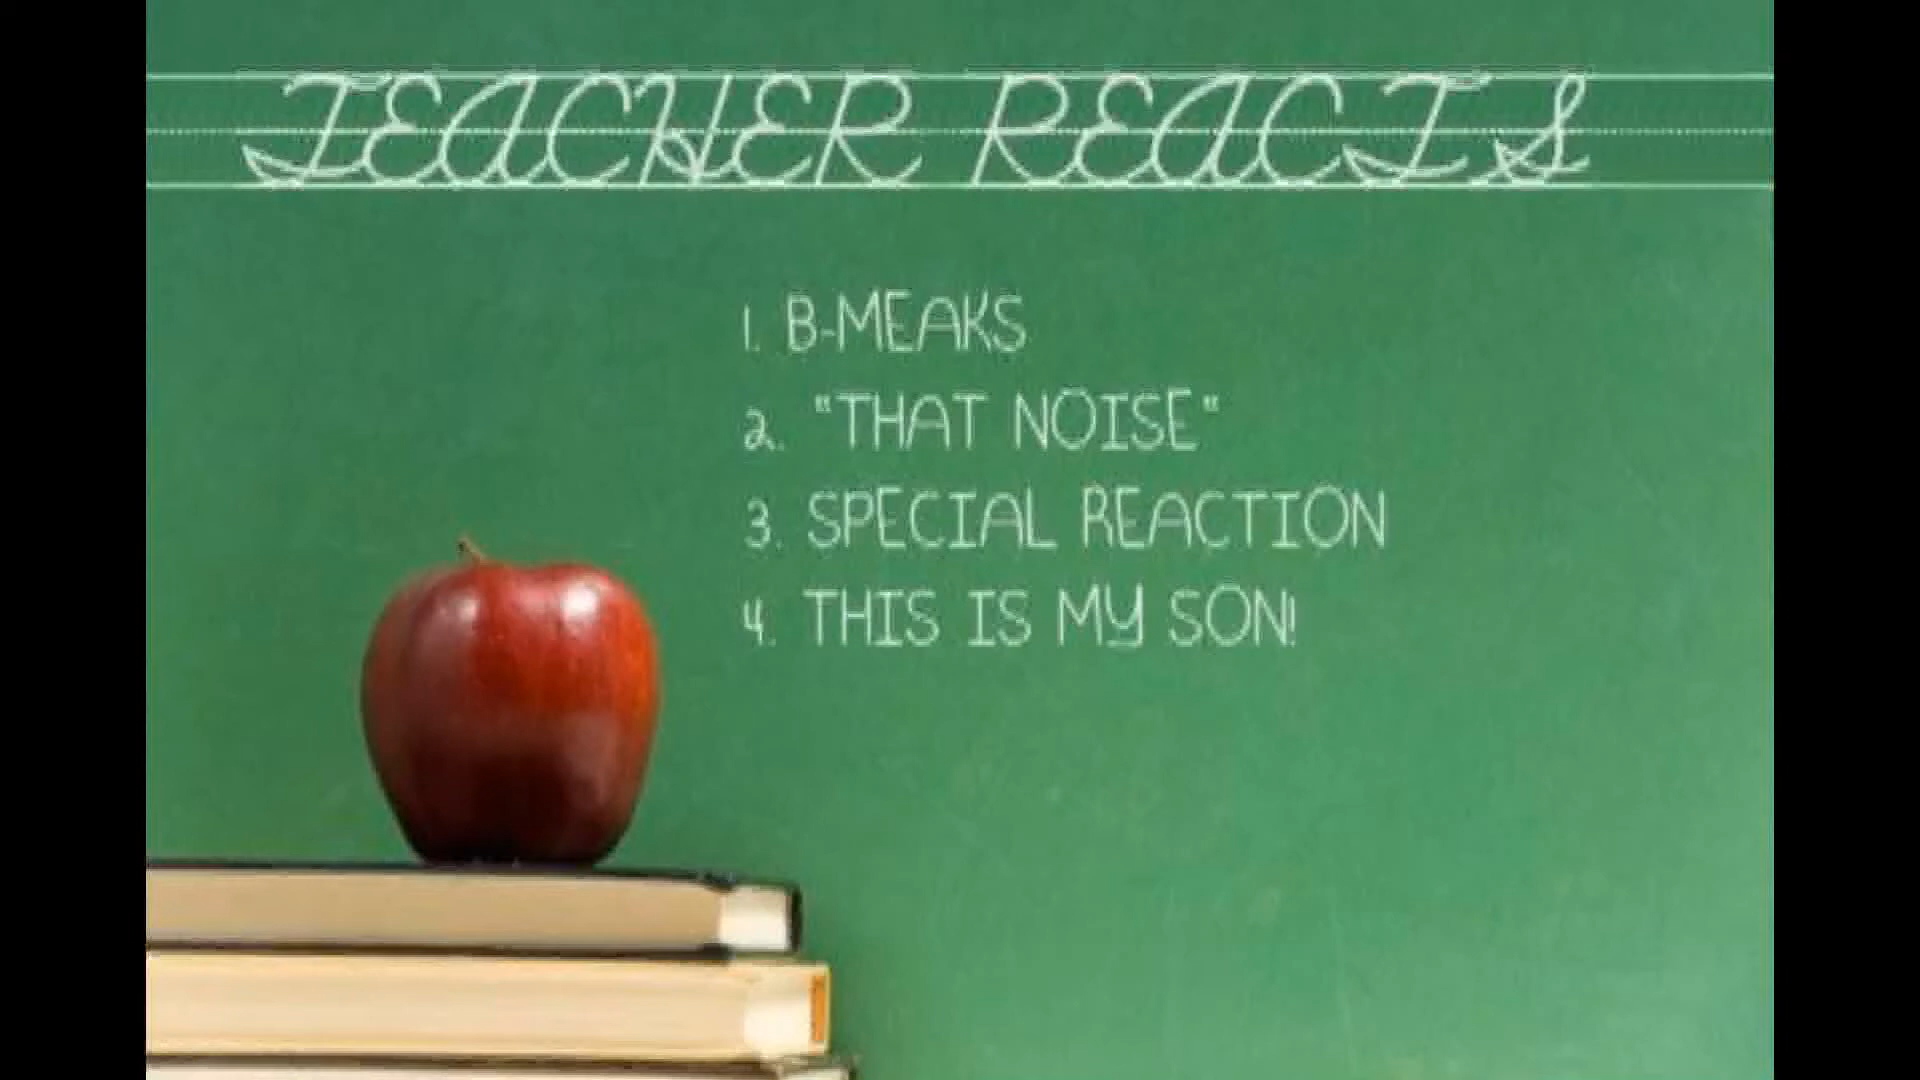 TEACHER REACTS
1. B-MEAKS
2. "THAT NOISE"
3. SPECIAL REACTION
4. THIS IS MY SON!